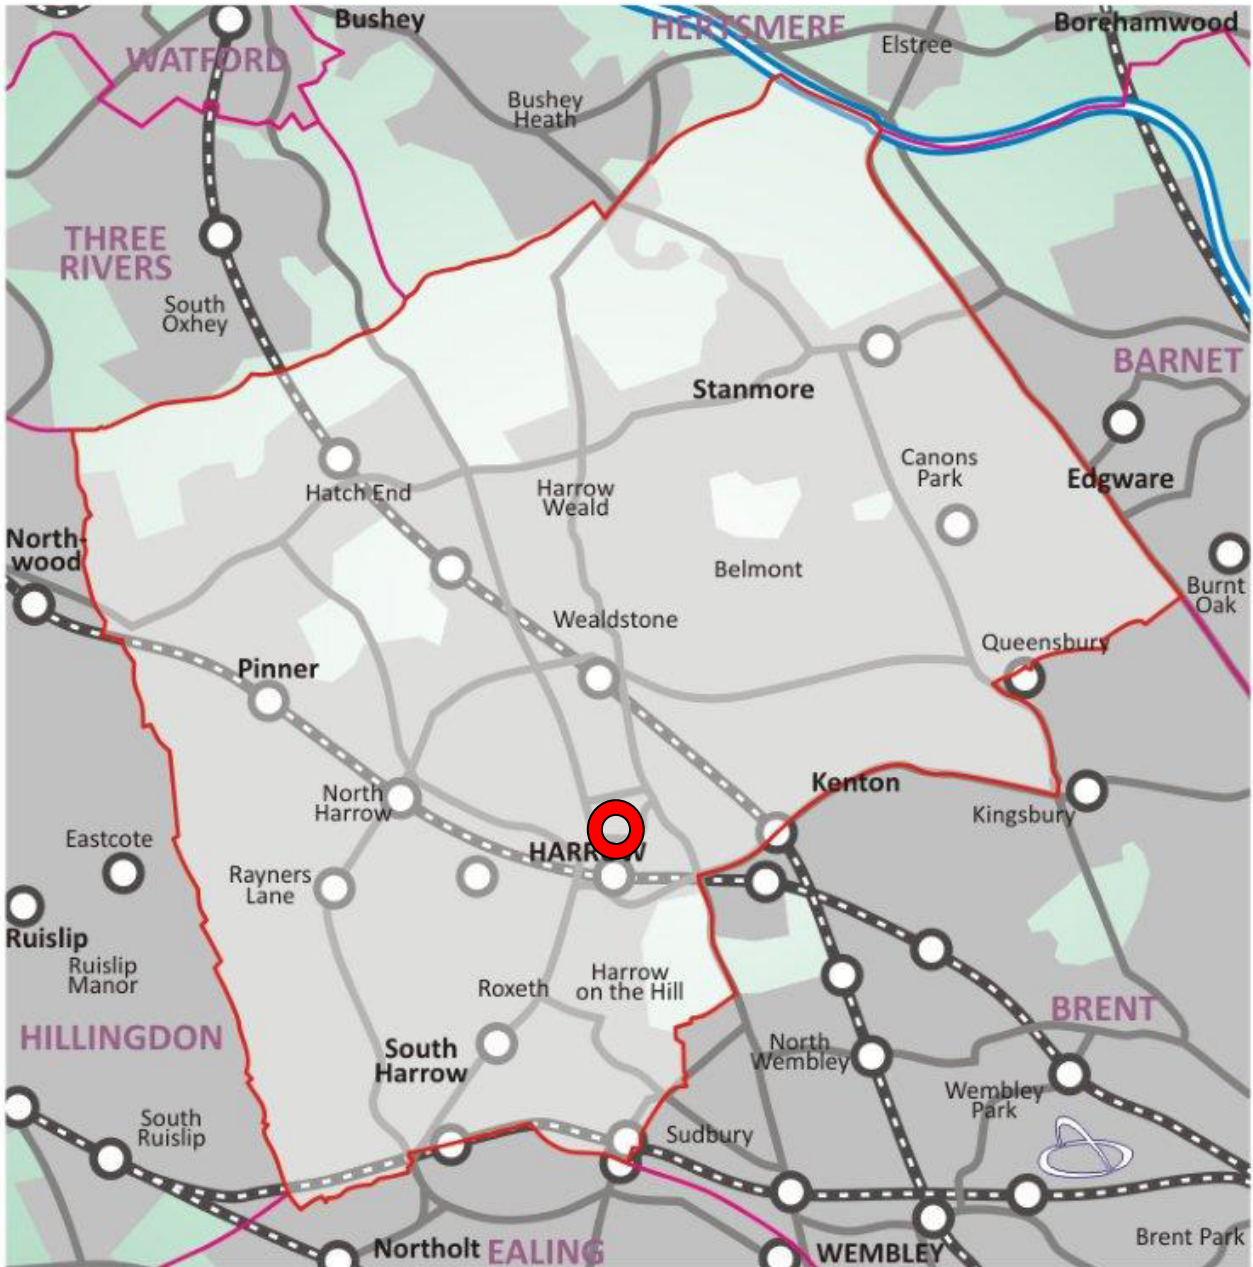 Bushey
HERTSMERE
Borehamwood
Elstree
WATFORD
Bushey
Heath
THREE
RIVERS
South
Oxhey
BARNET
Stanmore
Canons
Park
Edgware
Hatch End
Harrow
Weald
North-
wood
Belmont
Burnt
Oak
Wealdstone
Queensbury
Pinner
Kenton
North
Harrow
Kingsbury
Eastcote
HARROW
Rayners
Lane
Ruislip
Ruislip
Manor
Roxeth
Harrow
on the Hill
BRENT
HILLINGDON
South
Harrow
North
Wembley
Wembley
Park
South
Ruislip
Sudbury
Brent Park
Northolt
EALING
WEMBLEY